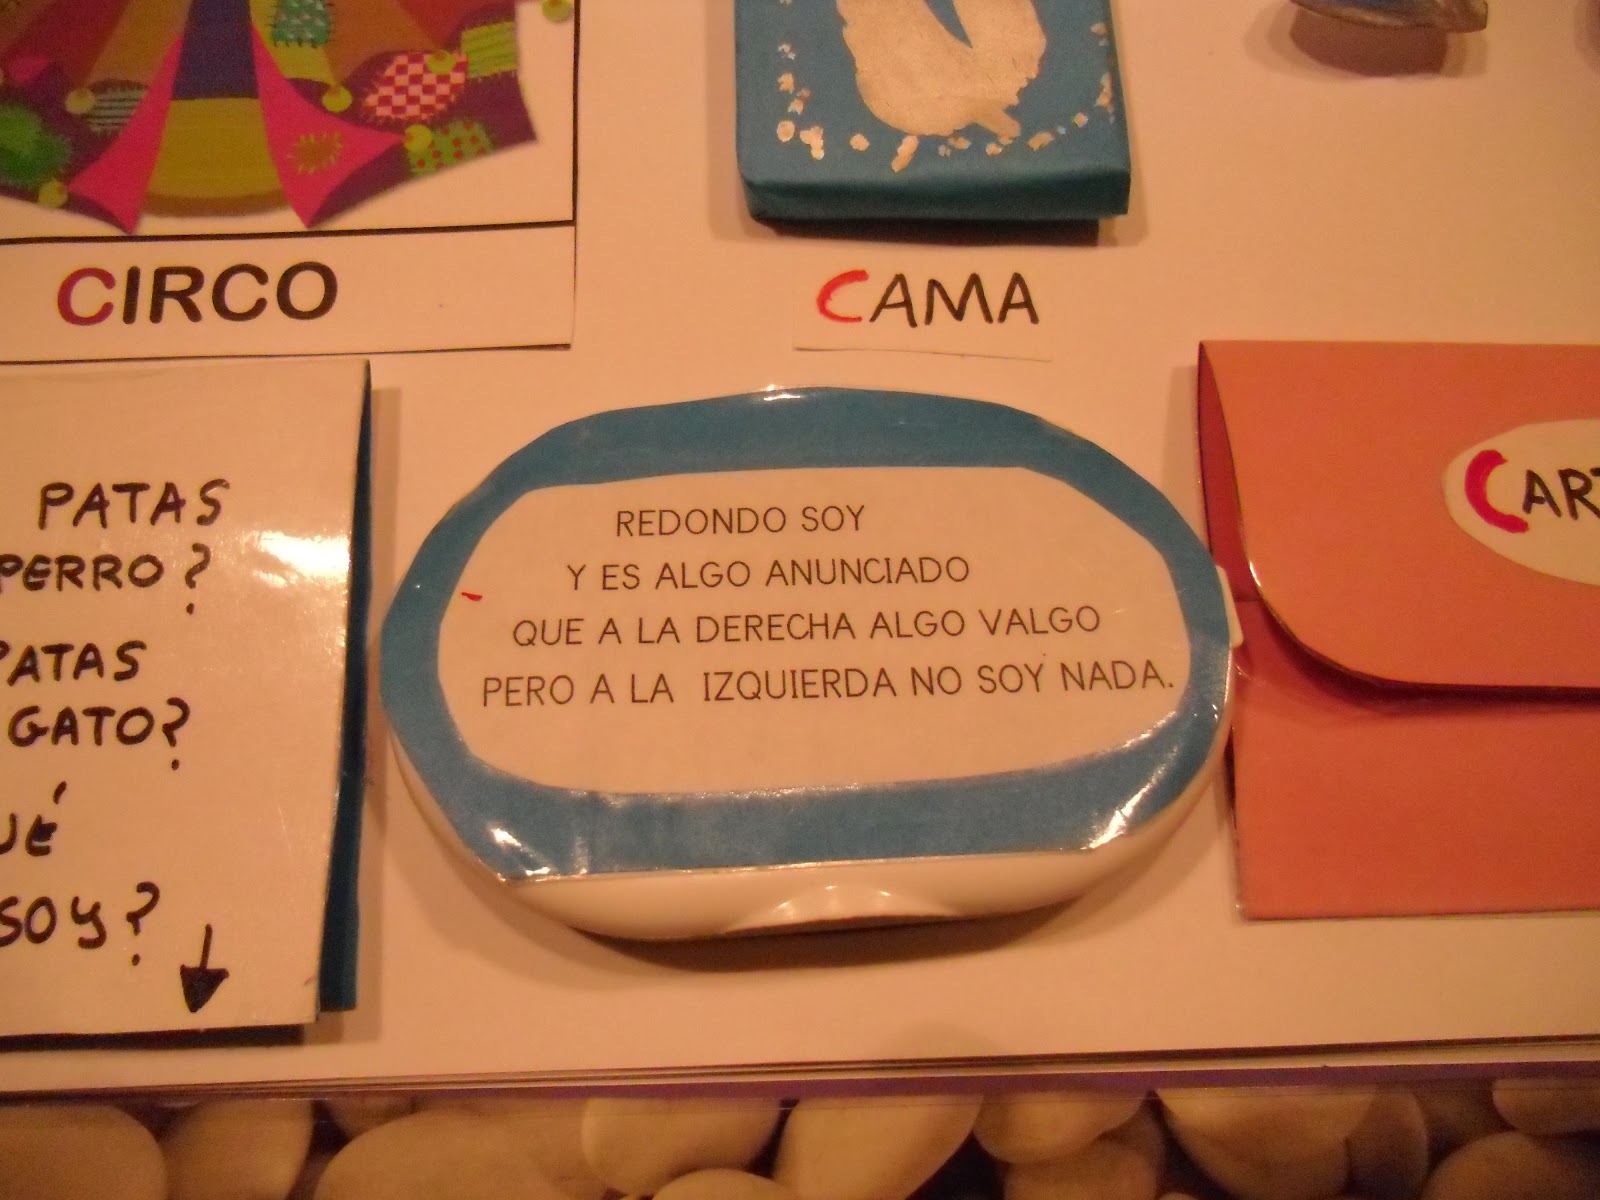 CIRCO
CAMA
PATAS
PERRO?
PATAS
GATO?
SOY?
REDONDO SOY
Y ES ALGO ANUNCIADO
QUE A LA DERECHA ALGO VALGO
PERO A LA IZQUIERDA NO SOY NADA.